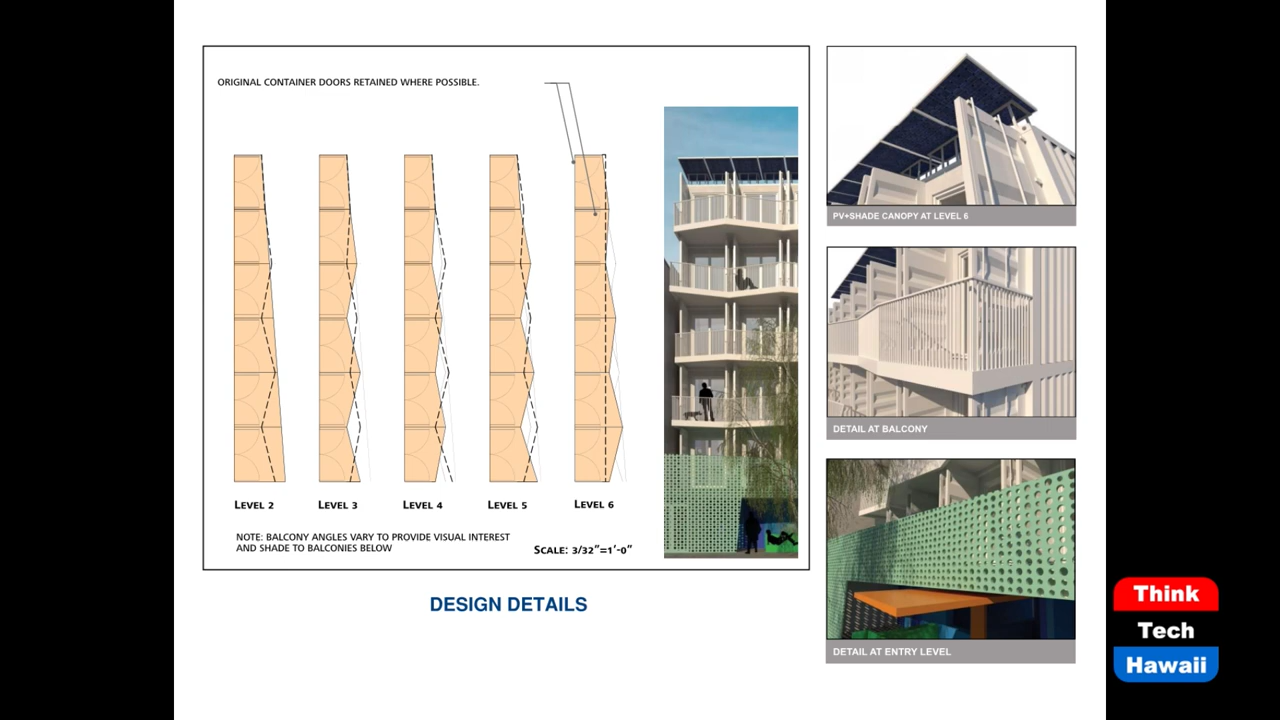 ORIGINAL CONTAINER DOORS RETAINED WHERE POSSIBLE.
LEVEL 2
LEVEL 3
LEVEL 4
LEVEL 5
LEVEL 6
NOTE: BALCONY ANGLES VARY TO PROVIDE VISUAL INTEREST
AND SHADE TO BALCONIES BELOW
SCALE: 3/32”=1’-0”
DESIGN DETAILS
PV+SHADE CANOPY AT LEVEL 6
DETAIL AT BALCONY
DETAIL AT ENTRY LEVEL
Think
Tech
Hawaii